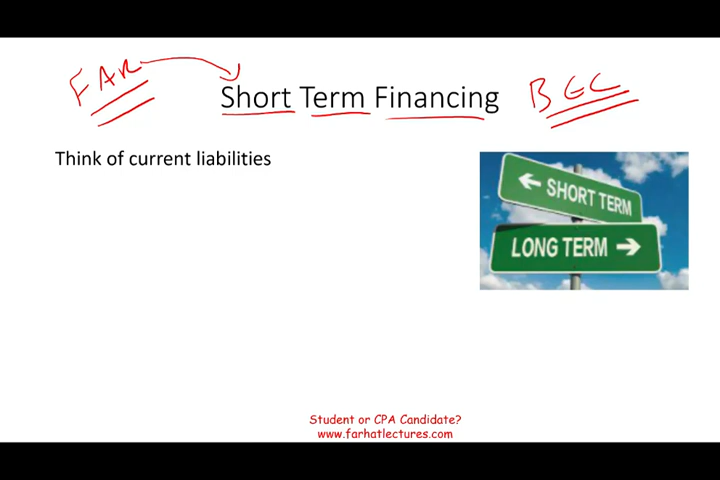 FAR
Short Term Financing
BEC
Think of current liabilities
← SHORT TERM
LONG TERM →
Student or CPA Candidate?
www.farhatlectures.com